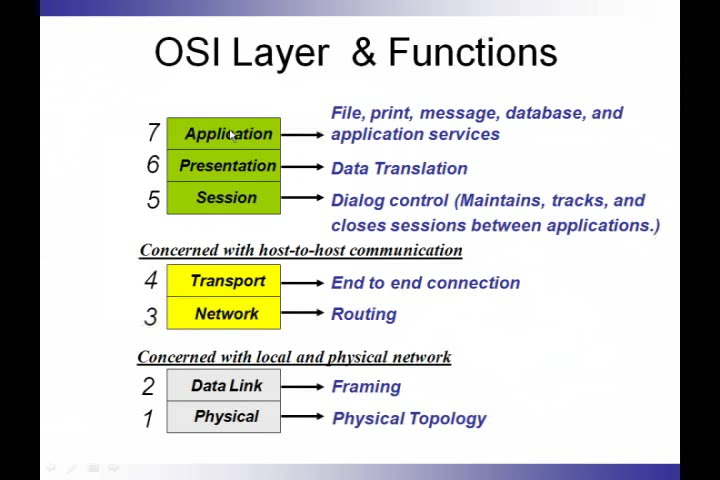 OSI Layer & Functions
7 Application File, print, message, database, and
application services
6 Presentation Data Translation
5 Session Dialog control (Maintains, tracks, and
closes sessions between applications.)
Concerned with host-to-host communication
4 Transport End to end connection
3 Network Routing
Concerned with local and physical network
2 Data Link Framing
1 Physical Physical Topology